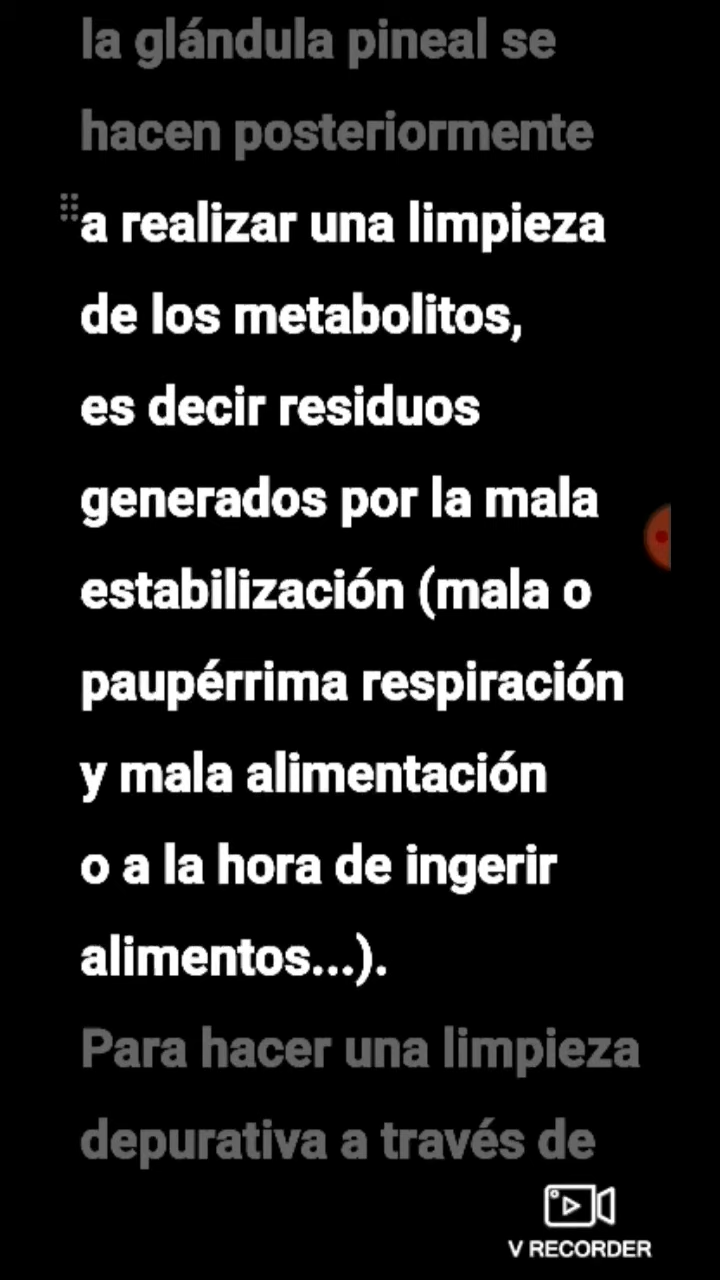 la glándula pineal se
hacen posteriormente
a realizar una limpieza
de los metabolitos,
es decir residuos
generados por la mala
estabilización (mala o
paupérrima respiración
y mala alimentación
o a la hora de ingerir
alimentos...).
Para hacer una limpieza
depurativa a través de
V RECORDER